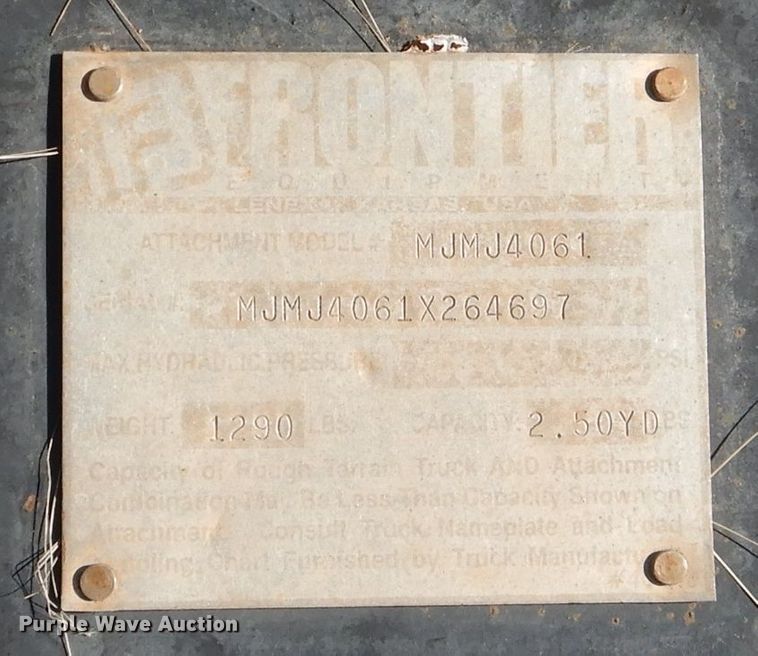 FRONTIER
ATTACHMENT MODEL # MJMJ4061
SERIAL #: MJMJ4061X264697
MAX HYDRAULIC PRESSURE PSI
WEIGHT: 1290 LBS CAPACITY: 2.50YD LBS
Capacity of Rough Terrain Truck AND Attachment
Combination May Be Less Than Capacity Shown on
Attachment. Consult Truck Nameplate and Load
Handling Chart Furnished by Truck
Purple Wave Auction